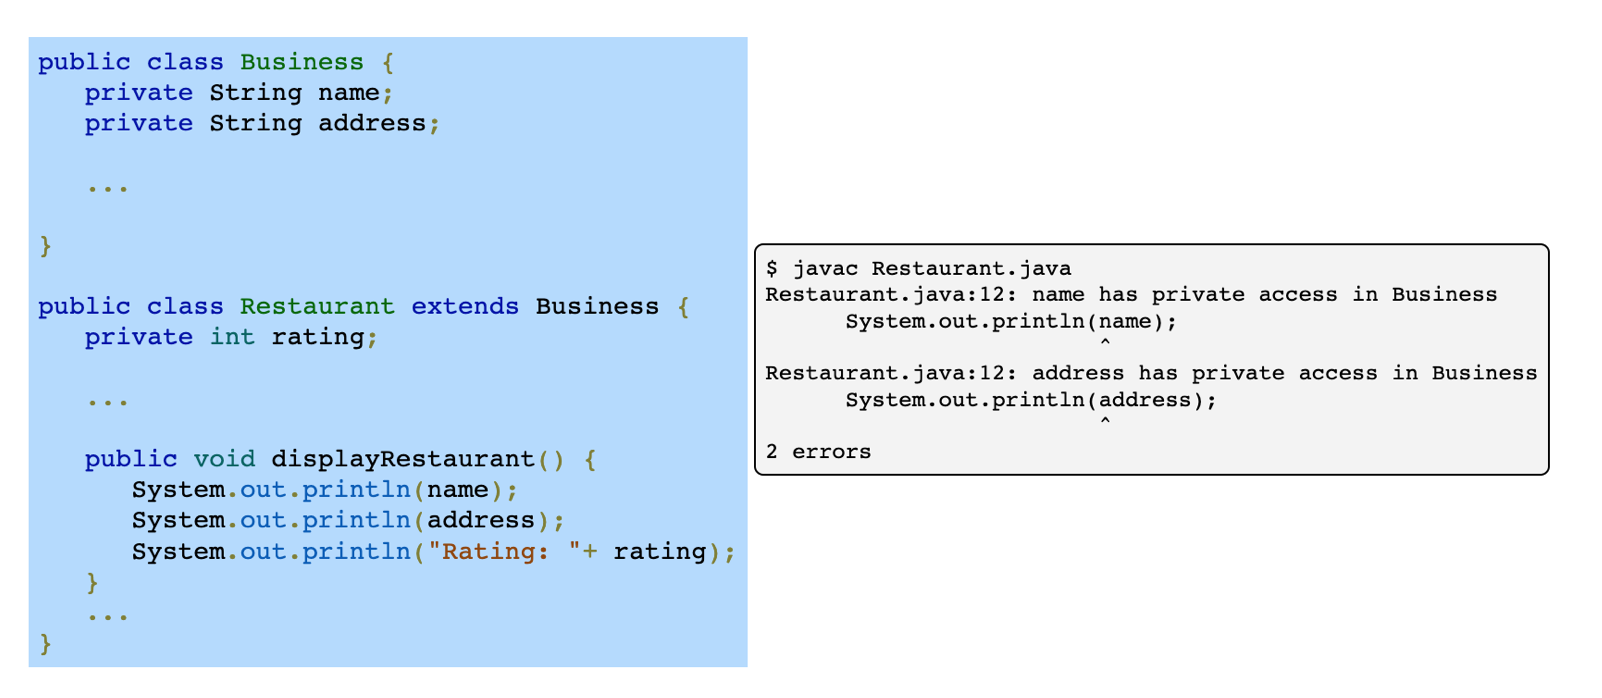 public class Business {
   private String name;
   private String address;

   ...

}

public class Restaurant extends Business {
   private int rating;

   ...

   public void displayRestaurant() {
      System.out.println(name);
      System.out.println(address);
      System.out.println("Rating: "+ rating);
   }
   ...
}

$ javac Restaurant.java
Restaurant.java:12: name has private access in Business
      System.out.println(name);
                         ^
Restaurant.java:12: address has private access in Business
      System.out.println(address);
                         ^
2 errors